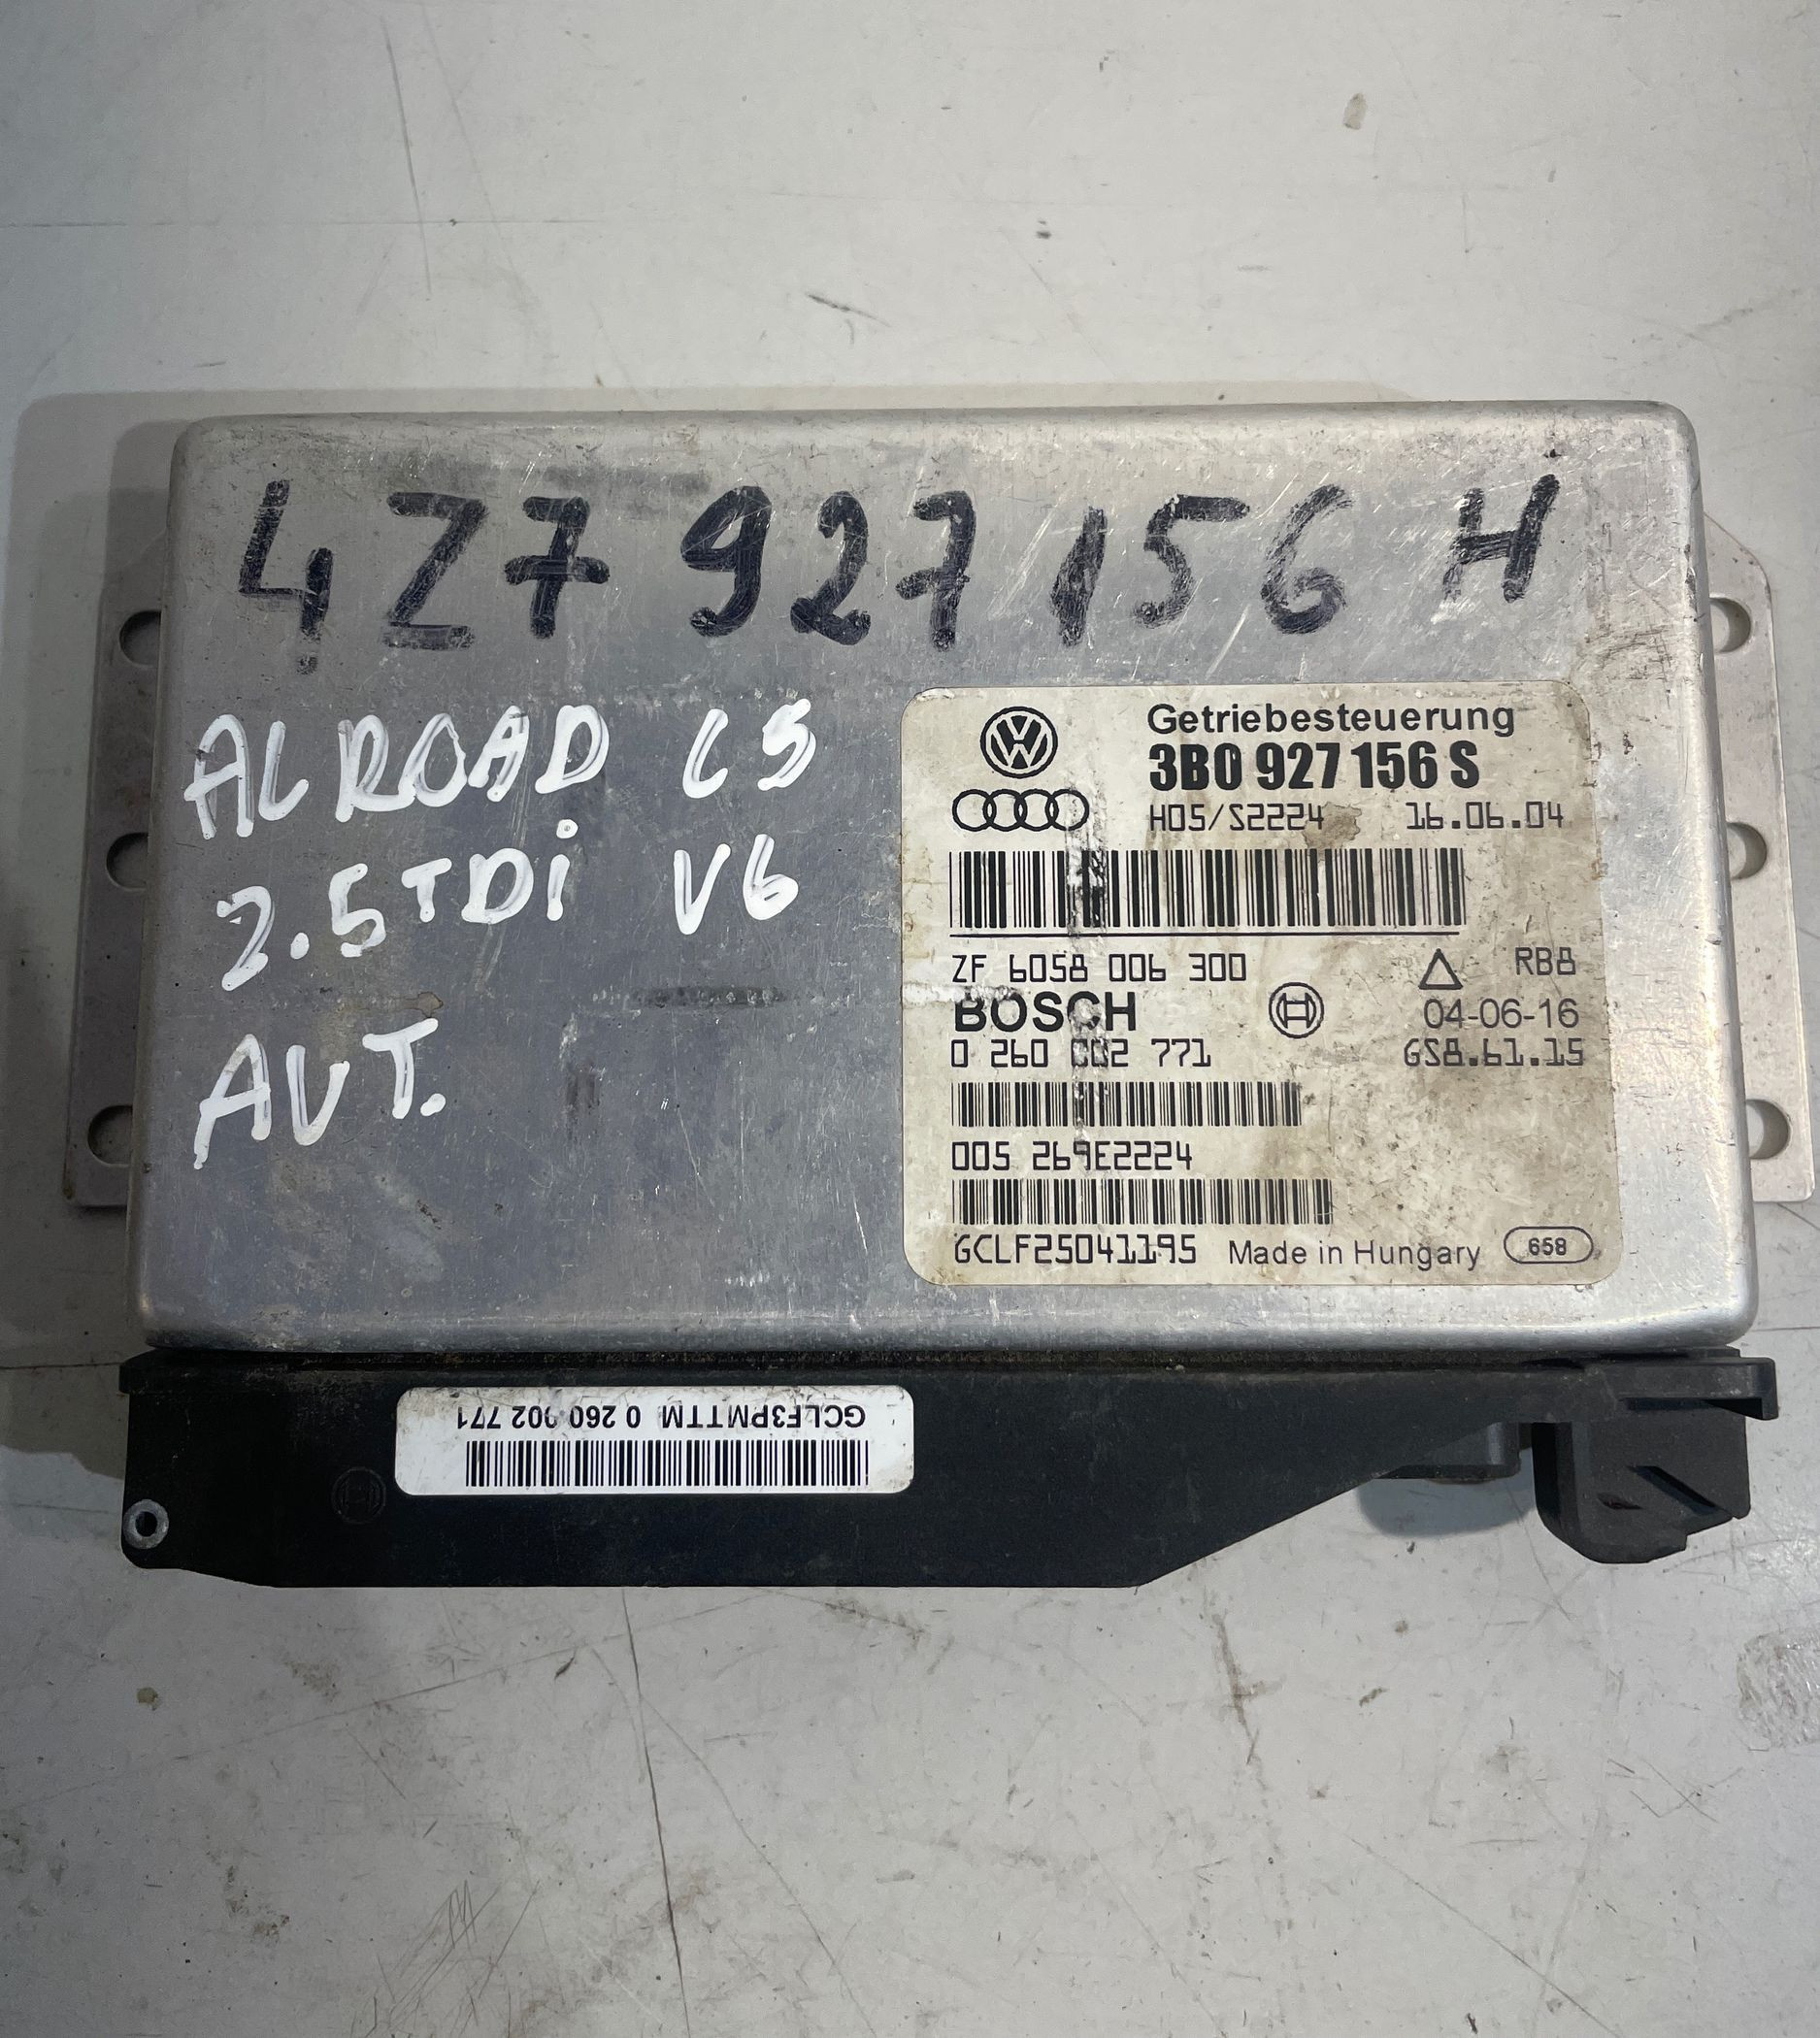 4Z7 927 156 H
ALROAD C5
2.5TDi V6
AUT.
Getriebesteuerung
3B0 927 156 S
H05/S2224 16.06.04
ZF 6058 006 300 RB8
BOSCH 04-06-16
0 260 002 771 GS8.61.15
005 269E2224
GCLF25041195 Made in Hungary 658
GCLF3PMTTM 0 260 002 771